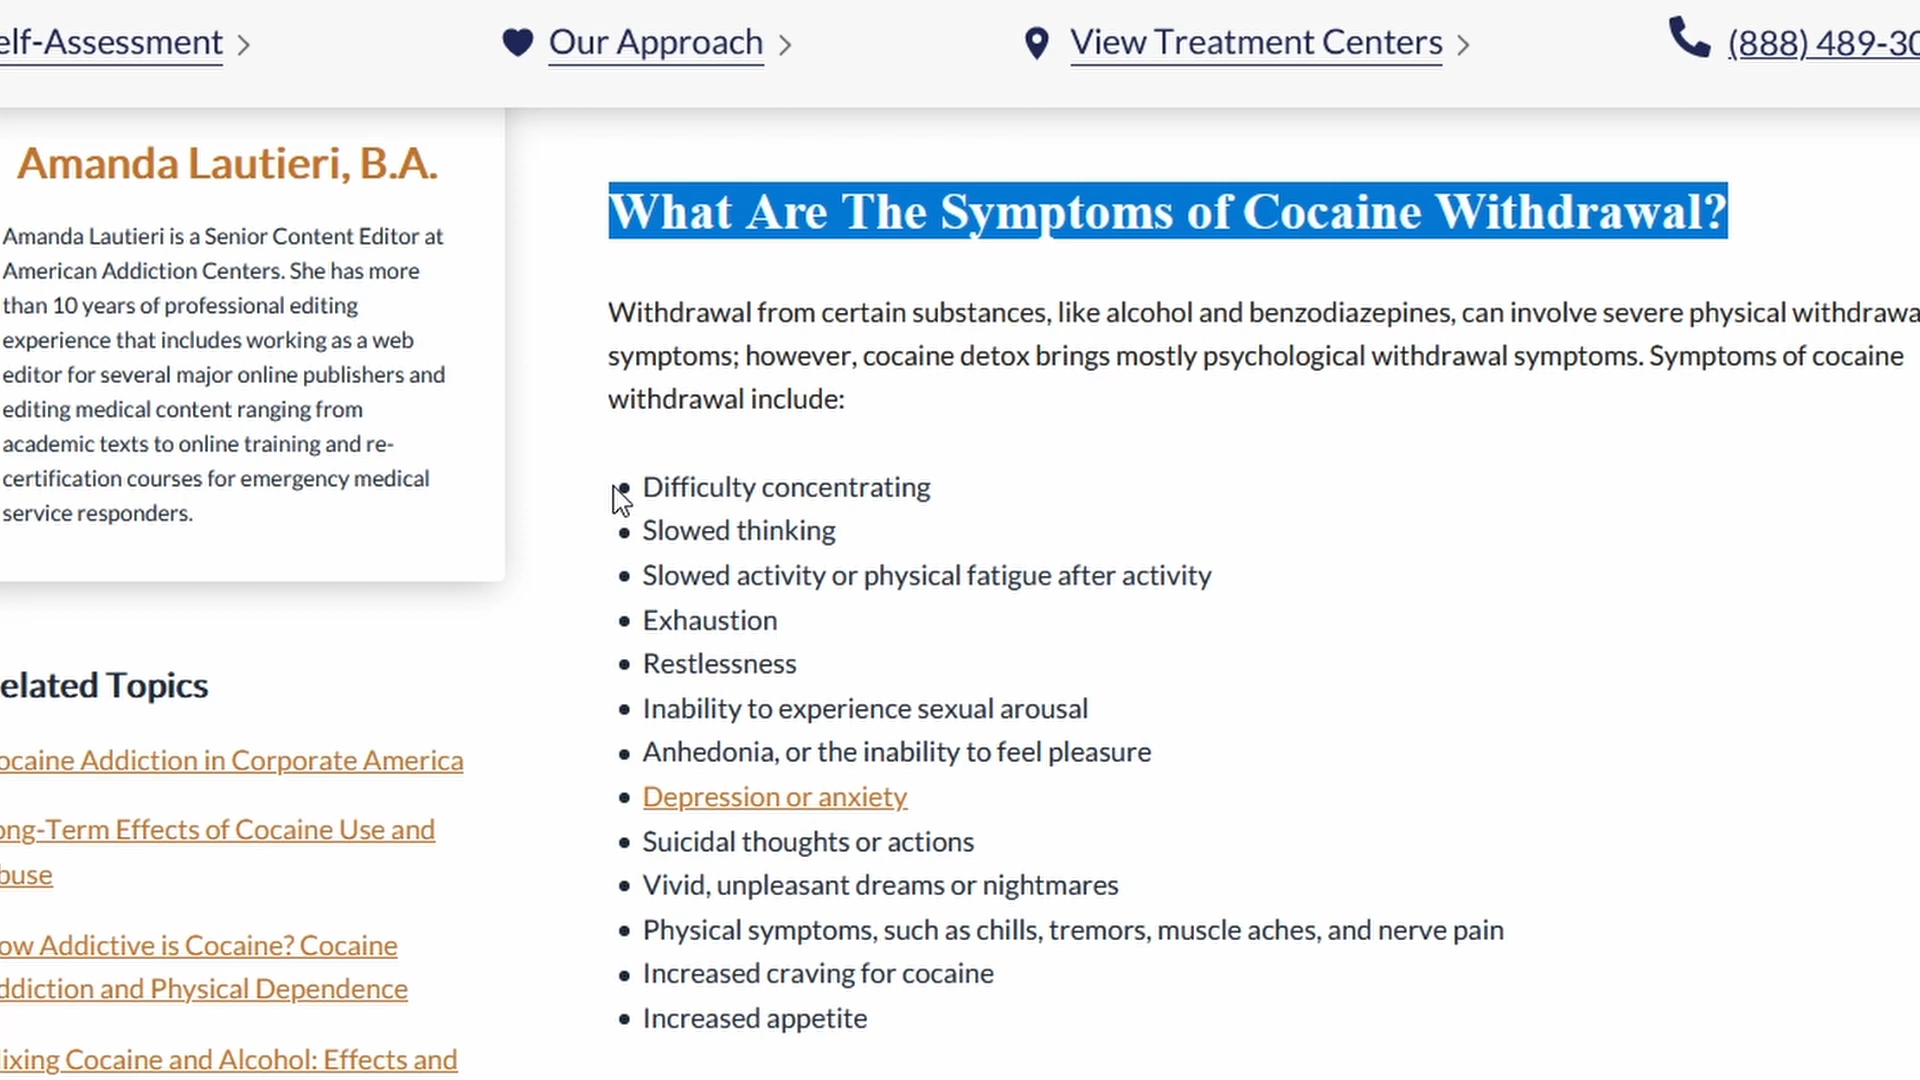 elf-Assessment
Our Approach
View Treatment Centers
(888) 489-30
Amanda Lautieri, B.A.
Amanda Lautieri is a Senior Content Editor at
American Addiction Centers. She has more
than 10 years of professional editing
experience that includes working as a web
editor for several major online publishers and
editing medical content ranging from
academic texts to online training and re-
certification courses for emergency medical
service responders.
elated Topics
ocaine Addiction in Corporate America
ong-Term Effects of Cocaine Use and
buse
ow Addictive is Cocaine? Cocaine
ddiction and Physical Dependence
ixing Cocaine and Alcohol: Effects and
What Are The Symptoms of Cocaine Withdrawal?
Withdrawal from certain substances, like alcohol and benzodiazepines, can involve severe physical withdrawa
symptoms; however, cocaine detox brings mostly psychological withdrawal symptoms. Symptoms of cocaine
withdrawal include:
Difficulty concentrating
Slowed thinking
Slowed activity or physical fatigue after activity
Exhaustion
Restlessness
Inability to experience sexual arousal
Anhedonia, or the inability to feel pleasure
Depression or anxiety
Suicidal thoughts or actions
Vivid, unpleasant dreams or nightmares
Physical symptoms, such as chills, tremors, muscle aches, and nerve pain
Increased craving for cocaine
Increased appetite